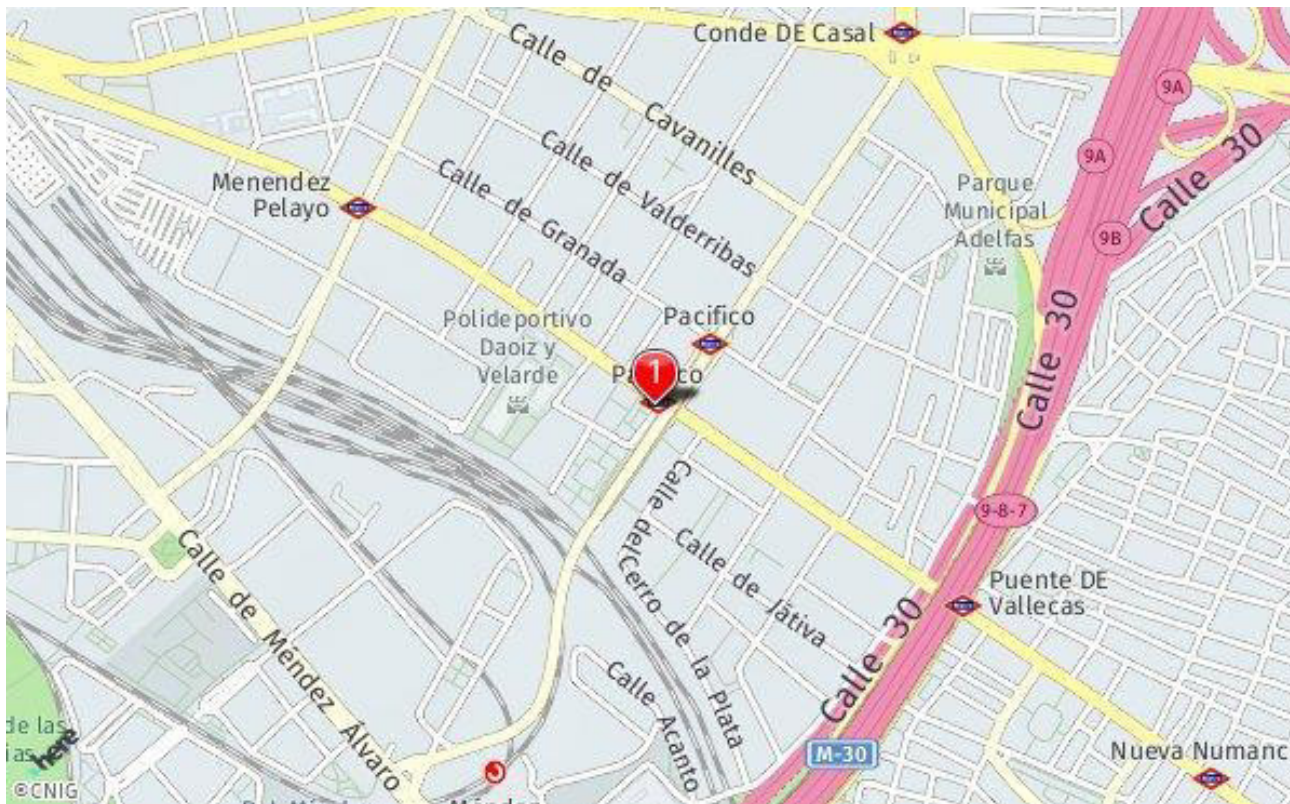 Conde DE Casal
Calle de Cavanilles
9A
Calle de Valderribas
Calle 30
9A
Calle de Granada
Menendez
Pelayo
Parque
Municipal
Adelfas
9B
Polideportivo
Daoiz y
Velarde
Pacifico
1
Calle 30
9-8-7
Calle del Cerro de la Plata
Calle de Játiva
Calle de Méndez Álvaro
Puente DE
Vallecas
Calle 30
Calle Acanto
de las
here
M-30
Nueva Numanc
©CNIG